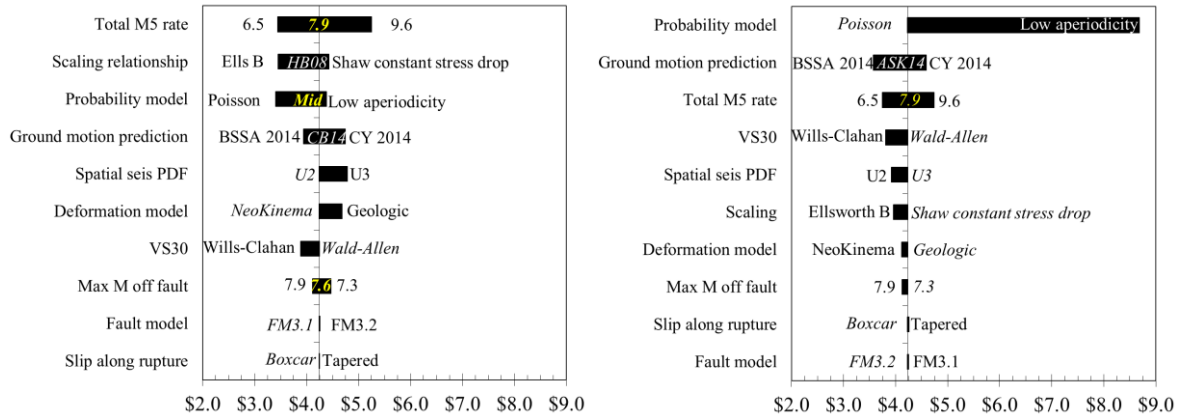 Total M5 rate 6.5 7.9 9.6
Scaling relationship Ells B HB08 Shaw constant stress drop
Probability model Poisson Mid Low aperiodicity
Ground motion prediction BSSA 2014 CB14 CY 2014
Spatial seis PDF U2 U3
Deformation model NeoKinema Geologic
VS30 Wills-Clahan Wald-Allen
Max M off fault 7.9 7.6 7.3
Fault model FM3.1 FM3.2
Slip along rupture Boxcar Tapered
$2.0 $3.0 $4.0 $5.0 $6.0 $7.0 $8.0 $9.0
Probability model Poisson Low aperiodicity
Ground motion prediction BSSA 2014 ASK14 CY 2014
Total M5 rate 6.5 7.9 9.6
VS30 Wills-Clahan Wald-Allen
Spatial seis PDF U2 U3
Scaling Ellsworth B Shaw constant stress drop
Deformation model NeoKinema Geologic
Max M off fault 7.9 7.3
Slip along rupture Boxcar Tapered
Fault model FM3.2 FM3.1
$2.0 $3.0 $4.0 $5.0 $6.0 $7.0 $8.0 $9.0